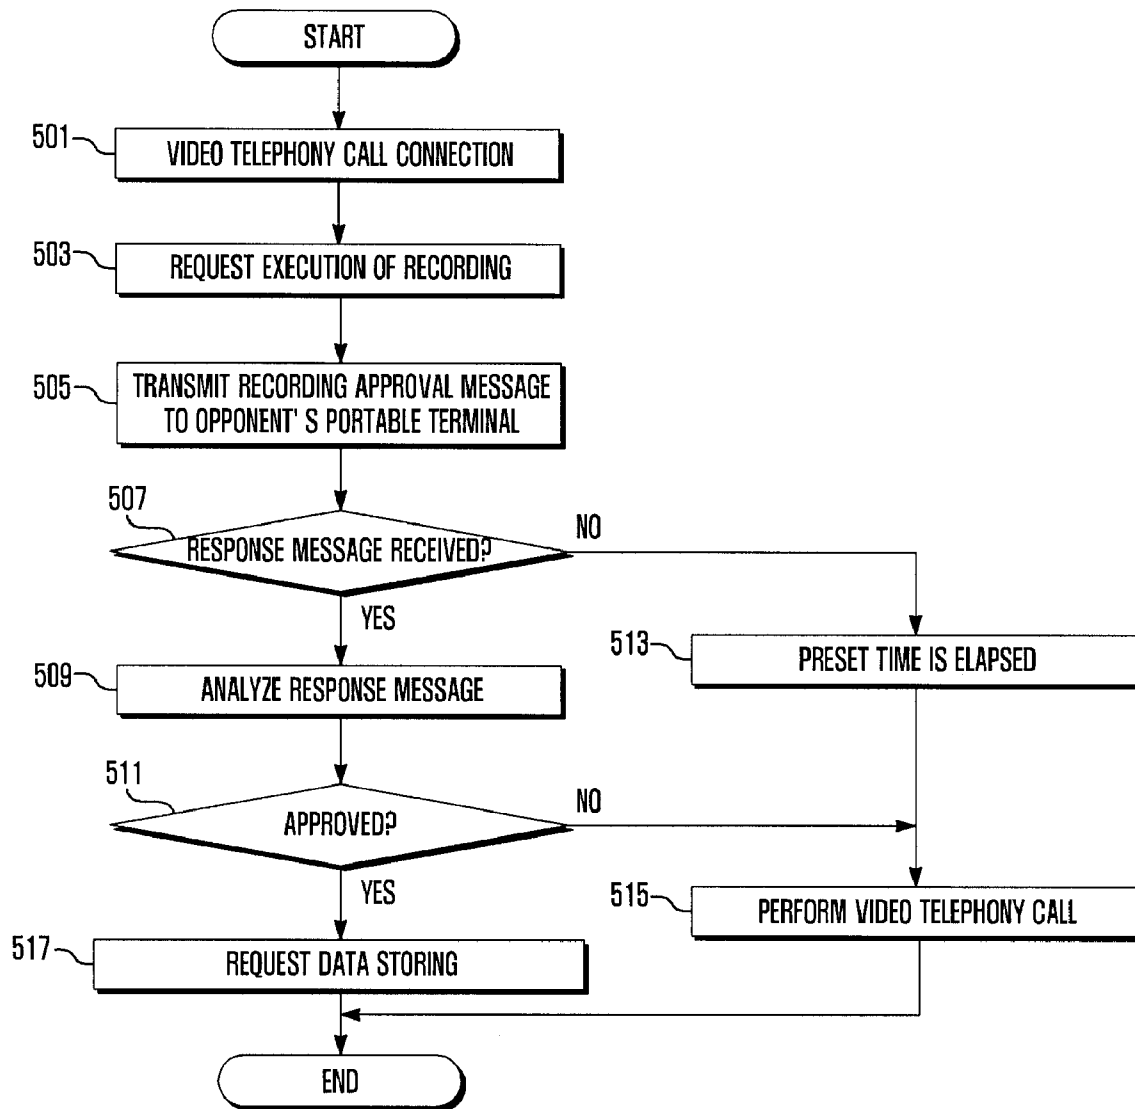 START
501
VIDEO TELEPHONY CALL CONNECTION
503
REQUEST EXECUTION OF RECORDING
505
TRANSMIT RECORDING APPROVAL MESSAGE
TO OPPONENT'S PORTABLE TERMINAL
507
RESPONSE MESSAGE RECEIVED?
NO
YES
513
PRESET TIME IS ELAPSED
509
ANALYZE RESPONSE MESSAGE
511
APPROVED?
NO
YES
515
PERFORM VIDEO TELEPHONY CALL
517
REQUEST DATA STORING
END